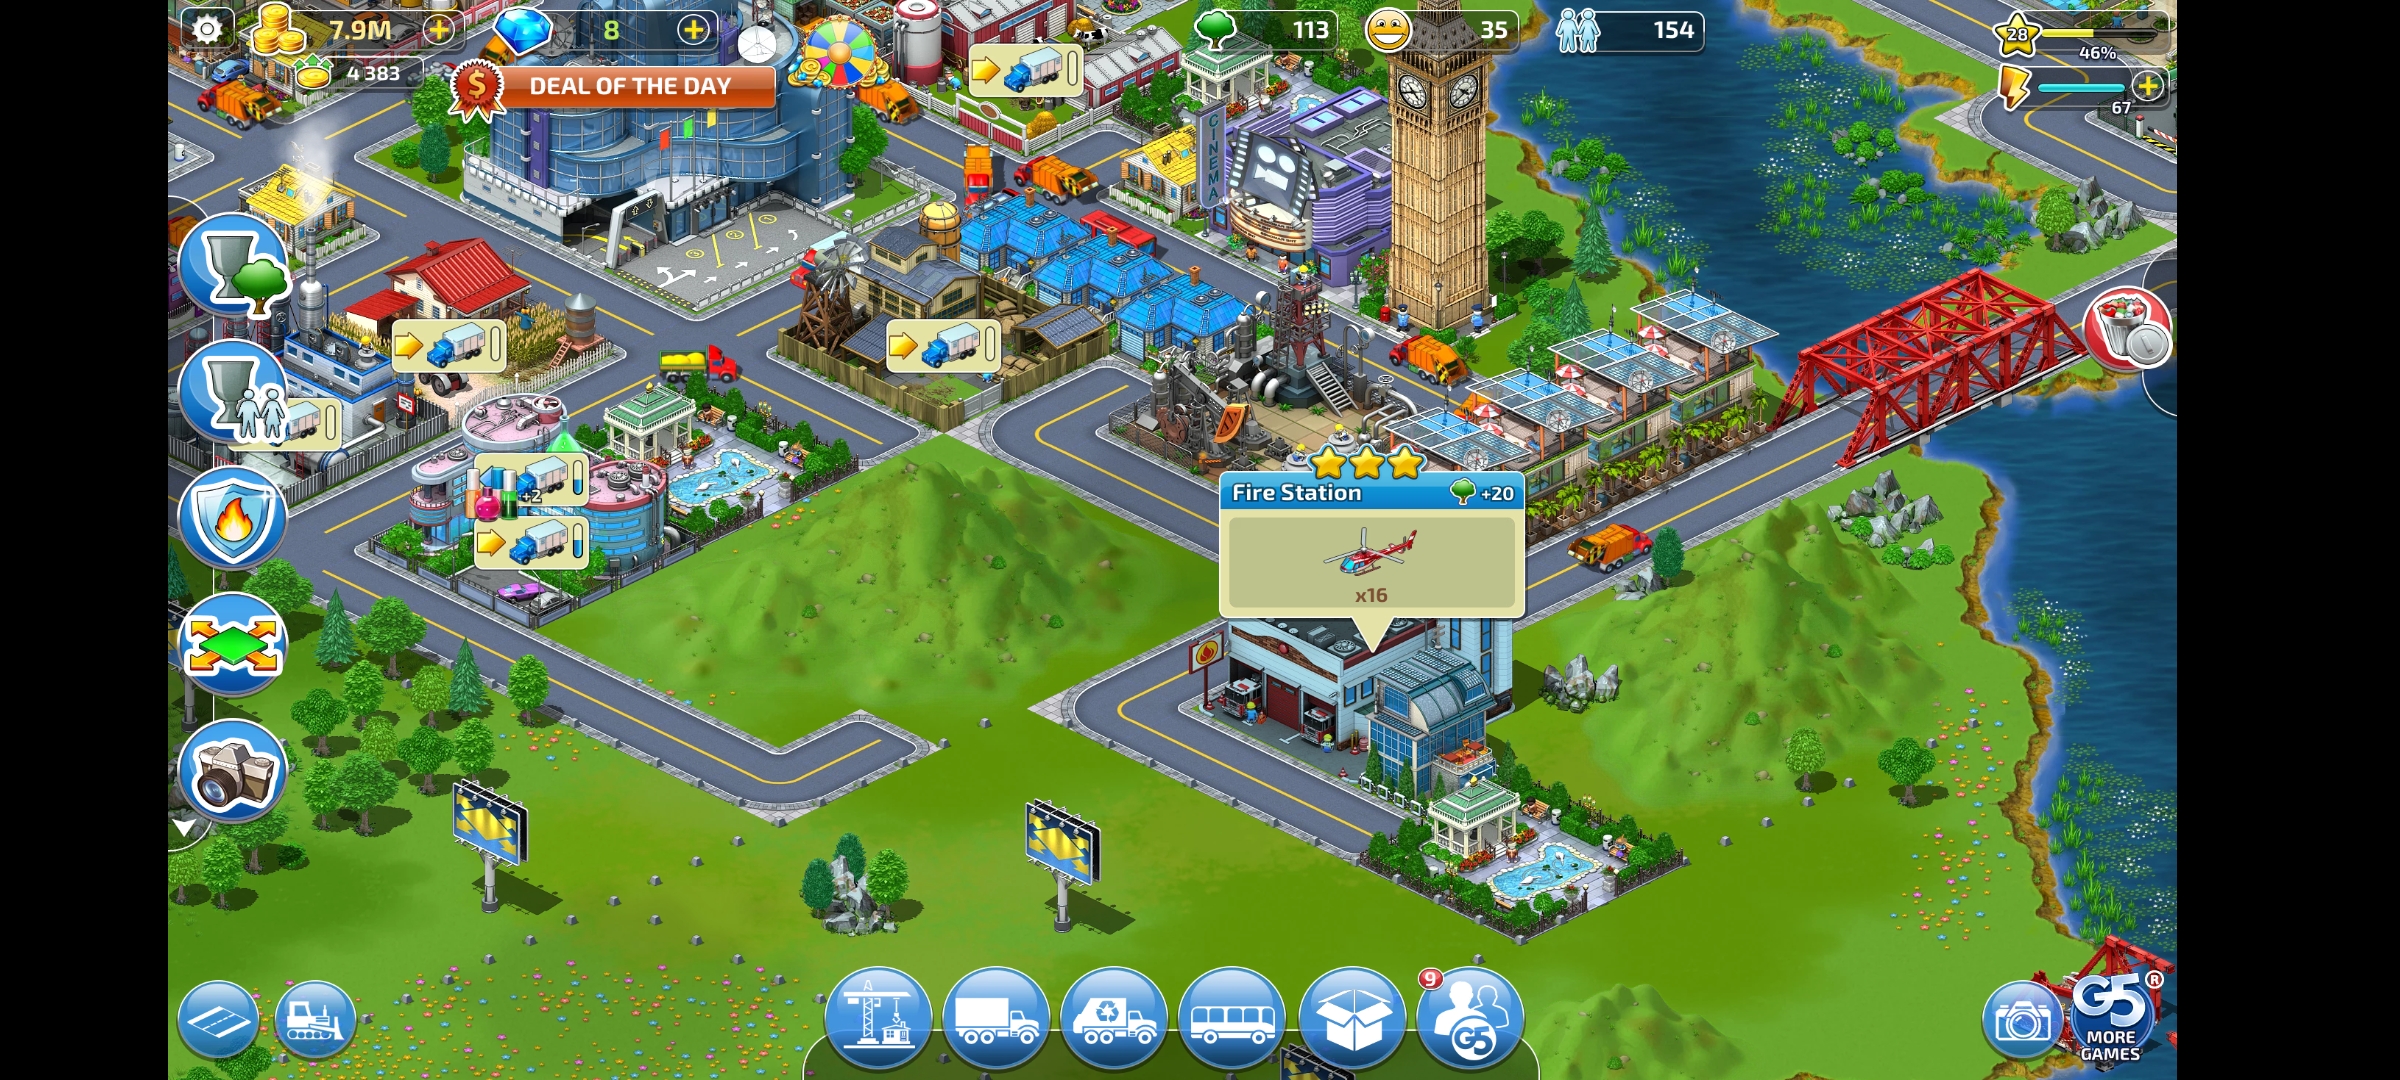 7.9M
8
113
35
154
28
46%
4 383
DEAL OF THE DAY
67
CINEMA
+2
Fire Station
+20
x16
A
9
G5
G5
®
MORE
GAMES